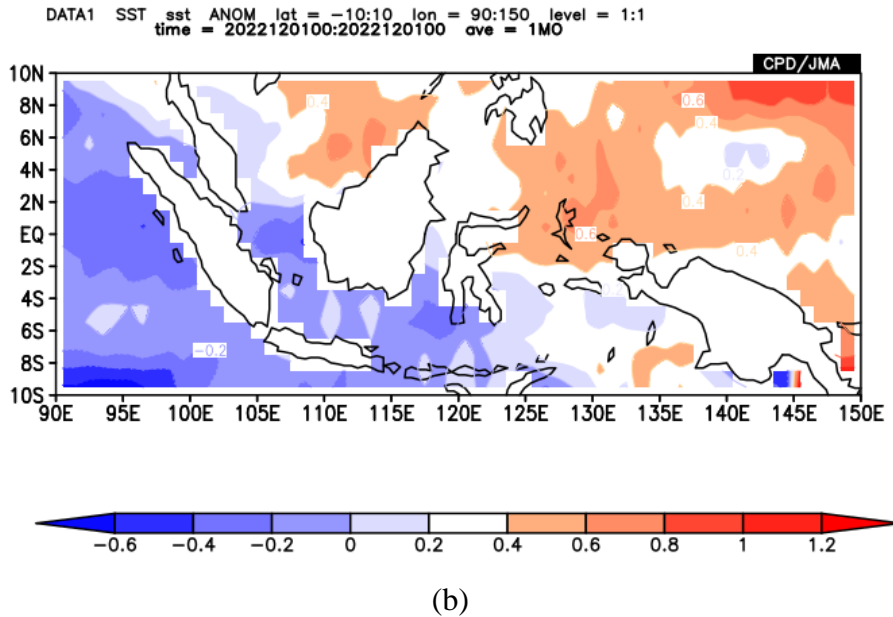 DATA1 SST sst ANOM lat = -10:10 lon = 90:150 level = 1:1
time = 2022120100:2022120100 ave = 1MO
CPD/JMA
10N
8N
6N
4N
2N
EQ
2S
4S
6S
8S
10S
0.4
0.6
0.4
0.2
0.4
0.6
0.4
0.4
0.2
-0.2
90E 95E 100E 105E 110E 115E 120E 125E 130E 135E 140E 145E 150E
-0.6 -0.4 -0.2 0 0.2 0.4 0.6 0.8 1 1.2
(b)